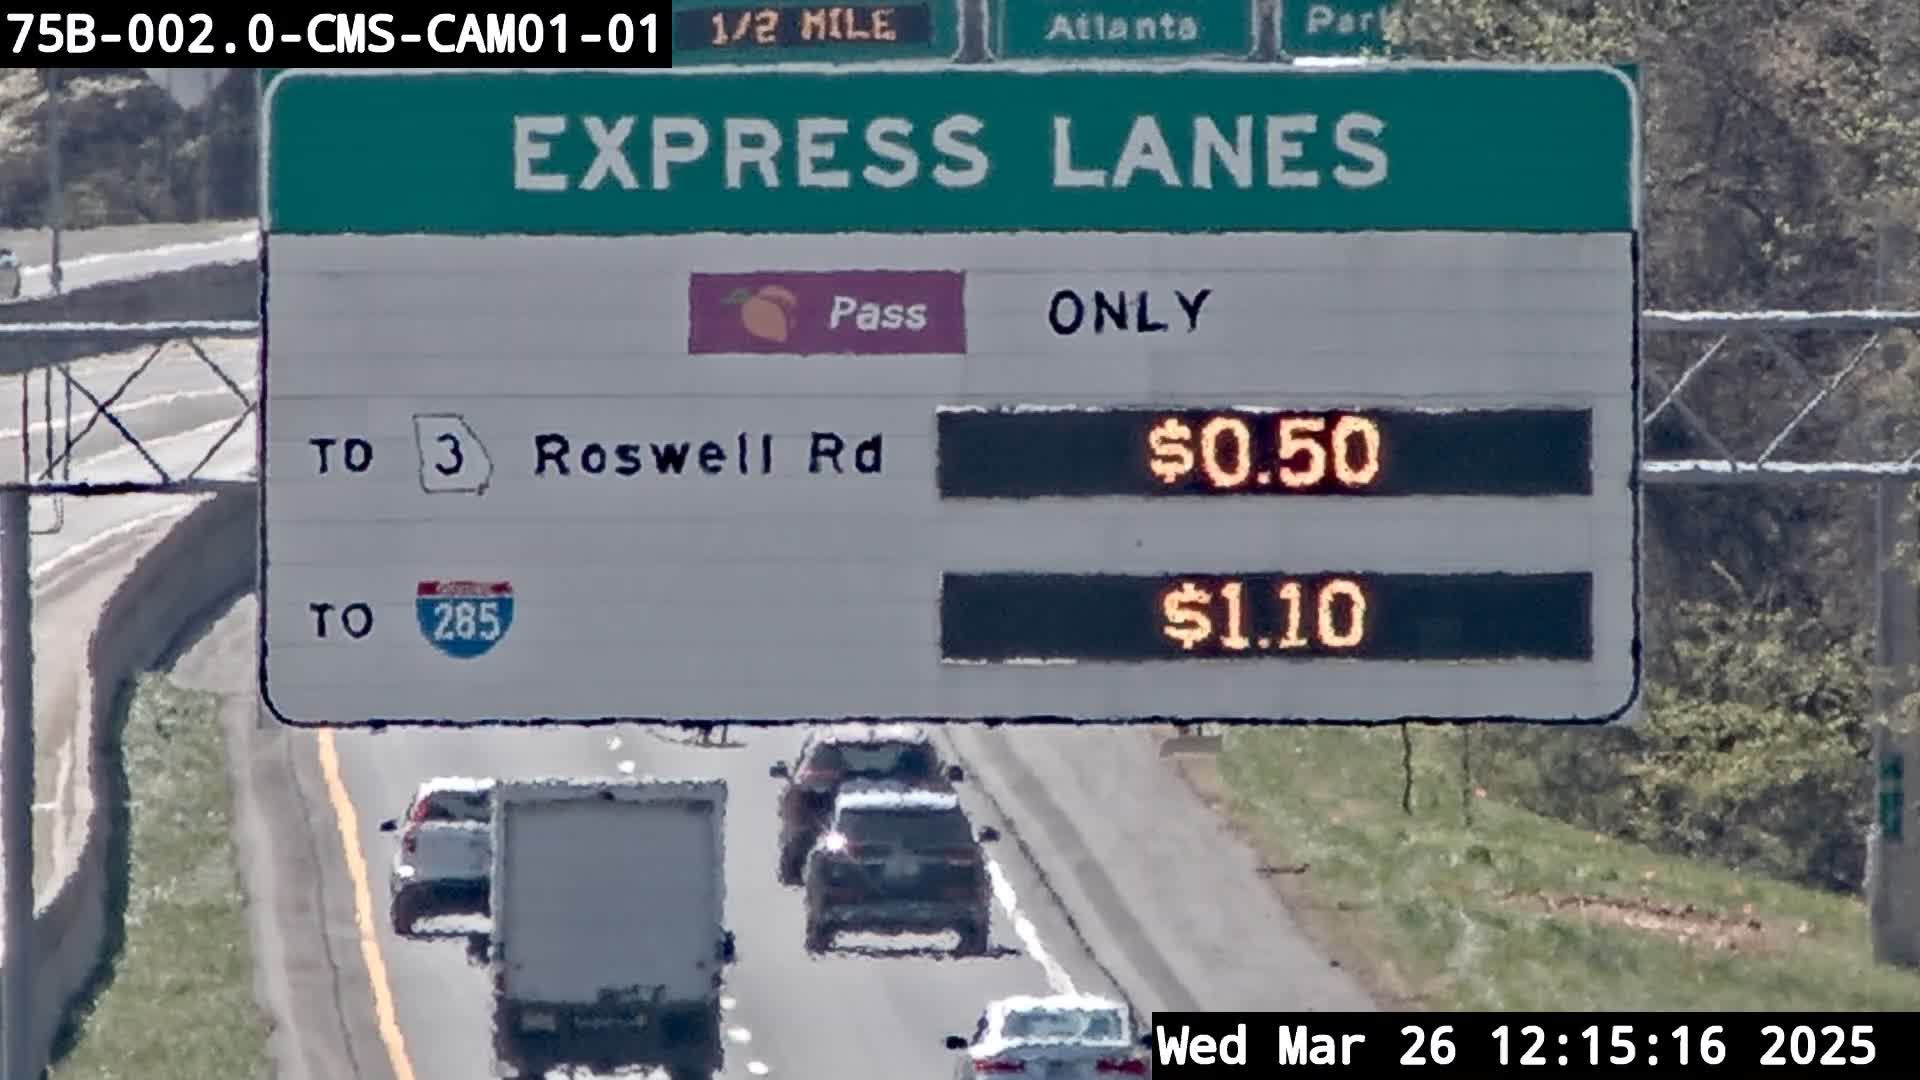 75B-002.0-CMS-CAM01-01
1/2 MILE
Atlanta
EXPRESS LANES
Pass ONLY
TO 3 Roswell Rd $0.50
TO 285 $1.10
Wed Mar 26 12:15:16 2025